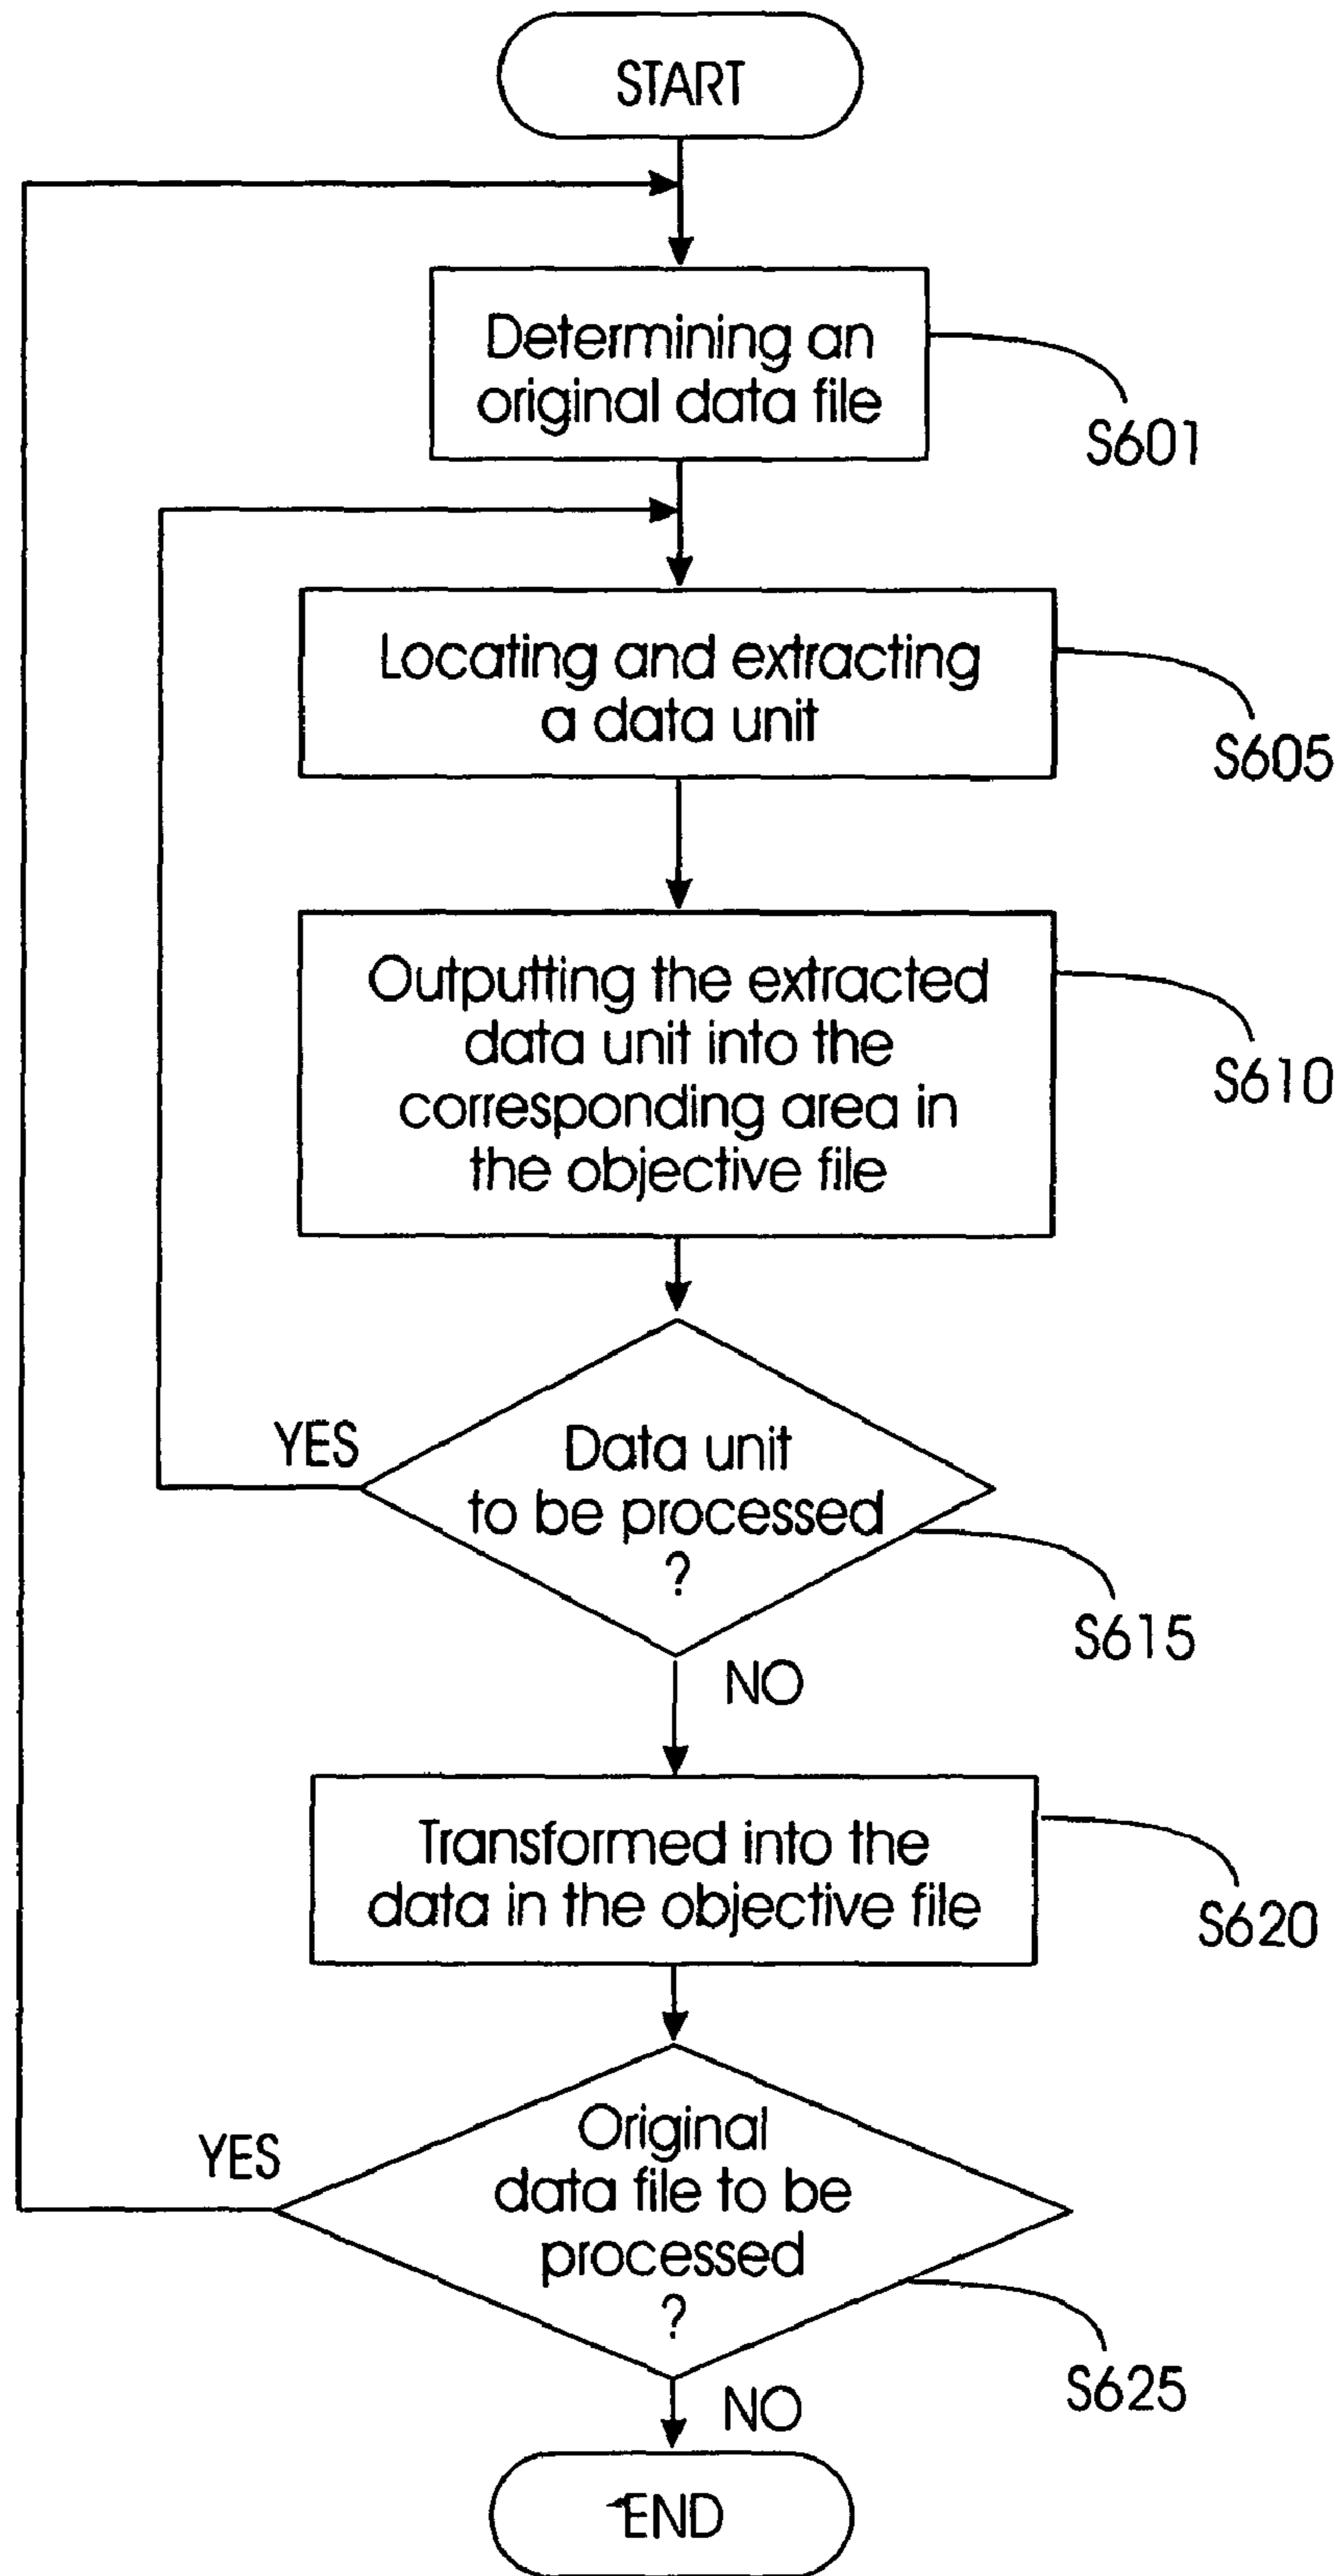 START
Determining an
original data file
S601
Locating and extracting
a data unit
S605
Outputting the extracted
data unit into the
corresponding area in
the objective file
S610
YES
Data unit
to be processed
?
S615
NO
Transformed into the
data in the objective file
S620
YES
Original
data file to be
processed
?
S625
NO
END